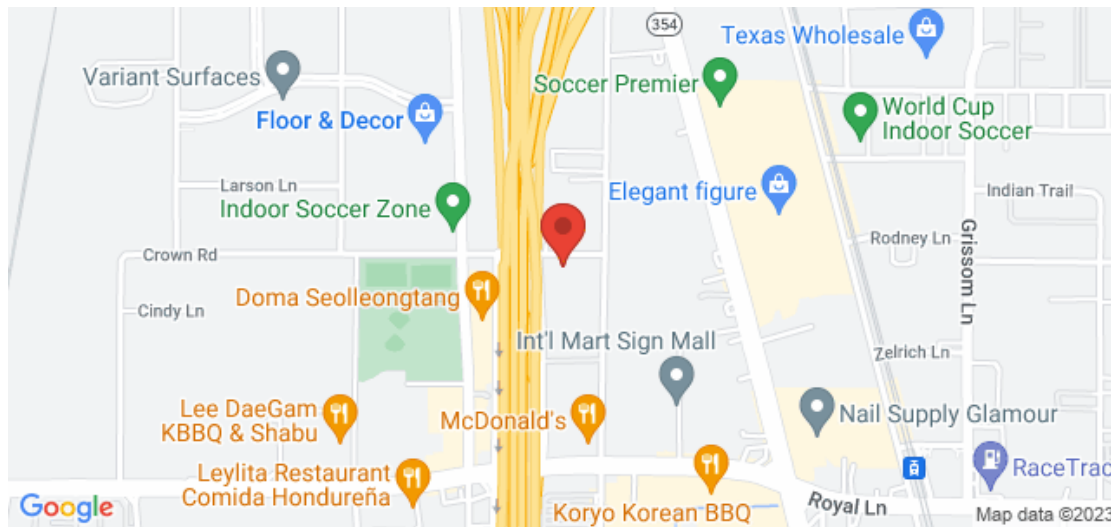 354
Texas Wholesale
Variant Surfaces
Soccer Premier
World Cup
Indoor Soccer
Floor & Decor
Larson Ln
Indoor Soccer Zone
Elegant figure
Indian Trail
Grissom Ln
Rodney Ln
Crown Rd
Doma Seolleongtang
Cindy Ln
Int'l Mart Sign Mall
Zelrich Ln
Lee DaeGam
KBBQ & Shabu
McDonald's
Nail Supply Glamour
Leylita Restaurant
Comida Hondureña
RaceTrac
Koryo Korean BBQ
Royal Ln
Google
Map data ©2023